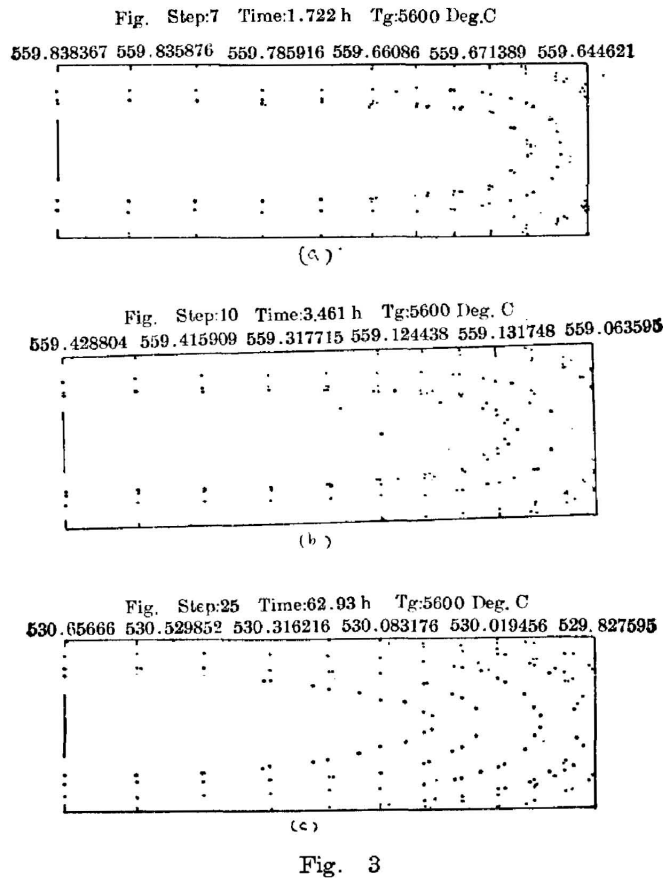 Fig. Step:7 Time:1.722 h Tg:5600 Deg.C
559.838367 559.835876 559.785916 559.66086 559.671389 559.644621
(a)
Fig. Step:10 Time:3.461 h Tg:5600 Deg. C
559.428804 559.415909 559.317715 559.124438 559.131748 559.063595
(b)
Fig. Step:25 Time:62.93 h Tg:5600 Deg. C
530.65666 530.529852 530.316216 530.083176 530.019456 529.827595
(c)
Fig. 3